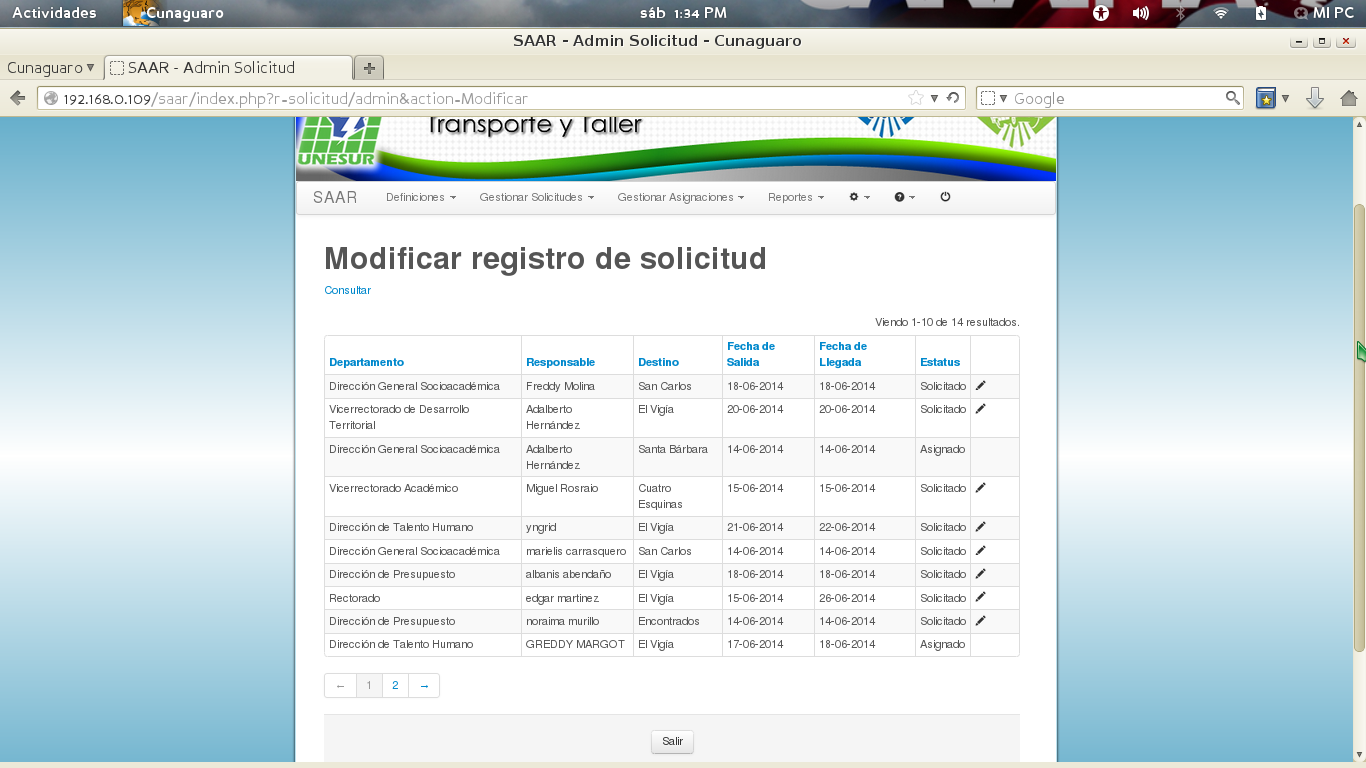 Actividades Cunaguaro sáb 1:34 PM MI PC
SAAR - Admin Solicitud - Cunaguaro
Cunaguaro SAAR - Admin Solicitud
192.168.0.109/saar/index.php?r-solicitud/admin&action-Modificar Google
Transporte y Taller
UNESUR
SAAR Definiciones Gestionar Solicitudes Gestionar Asignaciones Reportes
Modificar registro de solicitud
Consultar
Viendo 1-10 de 14 resultados.
Departamento Responsable Destino Fecha de Salida Fecha de Llegada Estatus
Dirección General Socioacadémica Freddy Molina San Carlos 18-06-2014 18-06-2014 Solicitado
Vicerrectorado de Desarrollo Territorial Adalberto Hernández El Vigía 20-06-2014 20-06-2014 Solicitado
Dirección General Socioacadémica Adalberto Hernández Santa Bárbara 14-06-2014 14-06-2014 Asignado
Vicerrectorado Académico Miguel Rosraio Cuatro Esquinas 15-06-2014 15-06-2014 Solicitado
Dirección de Talento Humano yngrid El Vigía 21-06-2014 22-06-2014 Solicitado
Dirección General Socioacadémica marielis carrasquero San Carlos 14-06-2014 14-06-2014 Solicitado
Dirección de Presupuesto albanis abendaño El Vigía 18-06-2014 18-06-2014 Solicitado
Rectorado edgar martinez El Vigía 15-06-2014 26-06-2014 Solicitado
Dirección de Presupuesto noraima murillo Encontrados 14-06-2014 14-06-2014 Solicitado
Dirección de Talento Humano GREDDY MARGOT El Vigía 17-06-2014 18-06-2014 Asignado
← 1 2 →
Salir